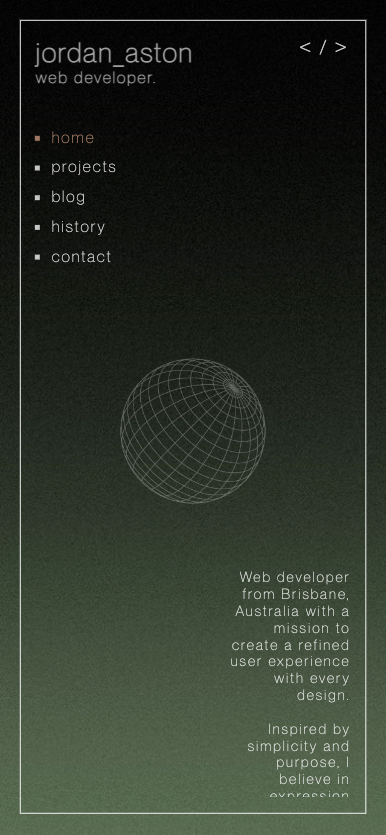 jordan_aston
< / >
web developer.
home
projects
blog
history
contact
Web developer
from Brisbane,
Australia with a
mission to
create a refined
user experience
with every
design.
Inspired by
simplicity and
purpose, I
believe in
expression